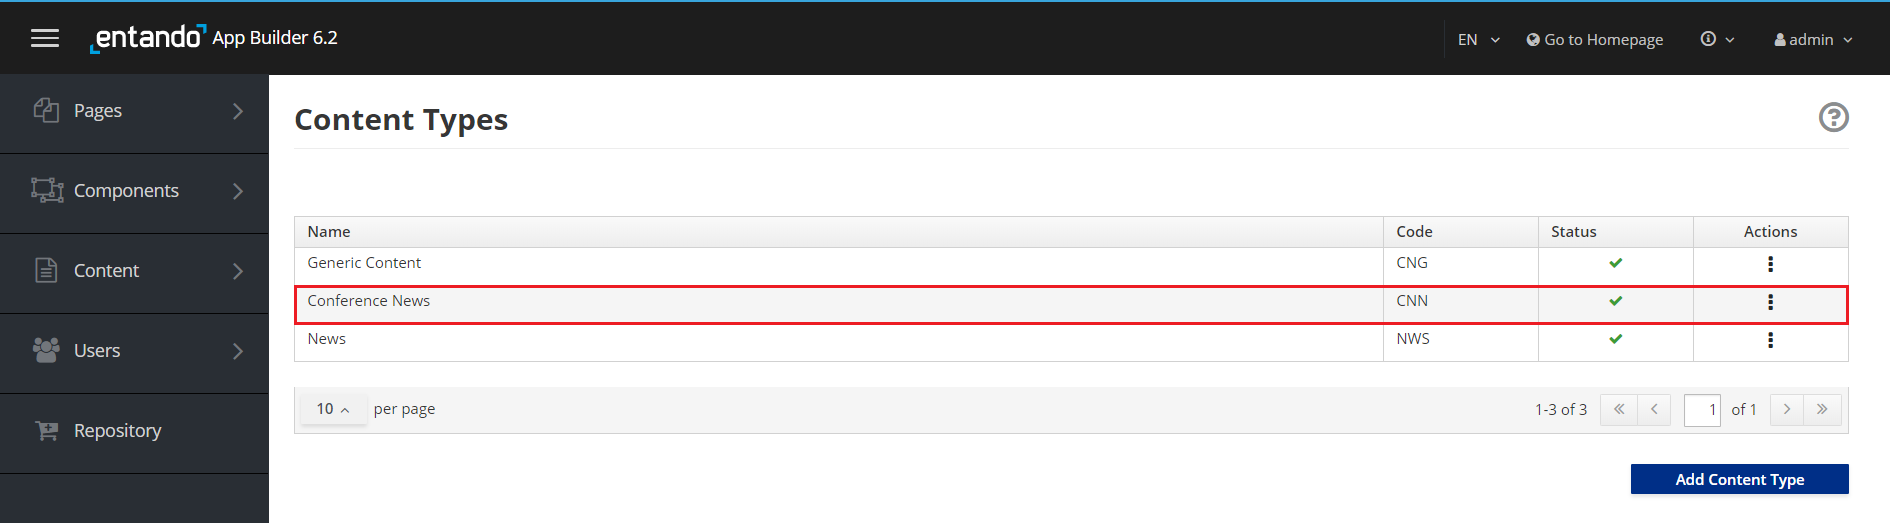 entando App Builder 6.2
EN
Go to Homepage
admin
Pages
Components
Content
Users
Repository
Content Types
Name Code Status Actions
Generic Content CNG
Conference News CNN
News NWS
10 per page
1-3 of 3
1 of 1
Add Content Type